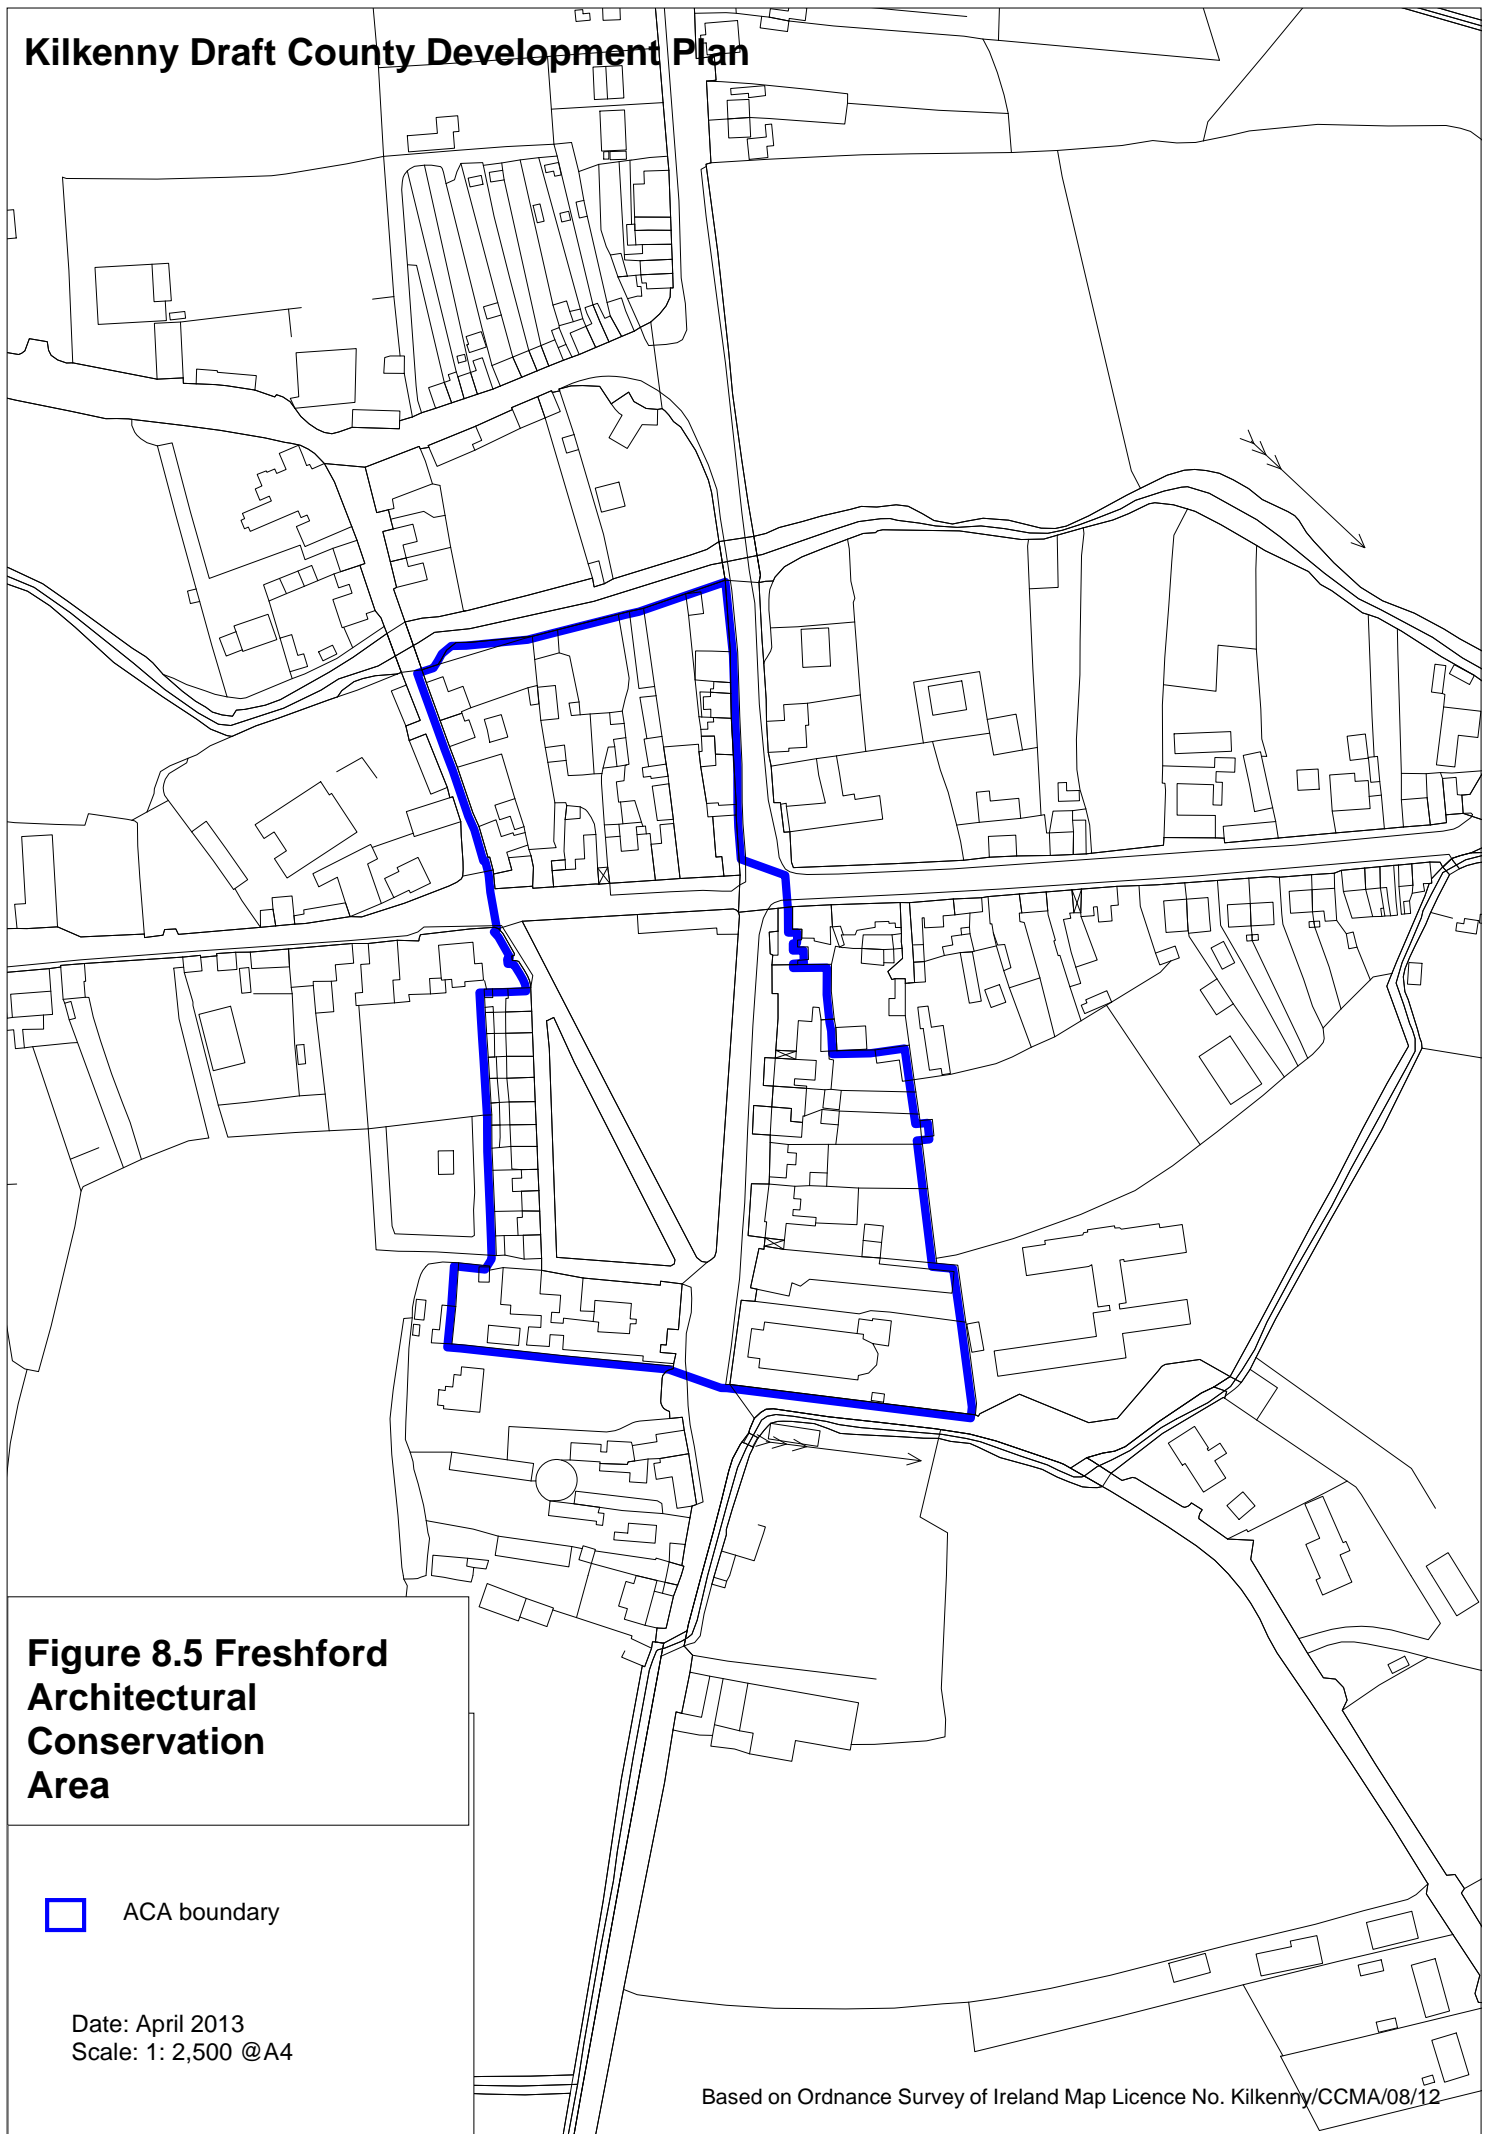 Kilkenny Draft County Development Plan
Figure 8.5 Freshford
Architectural
Conservation
Area
ACA boundary
Date: April 2013
Scale: 1: 2,500 @A4
Based on Ordnance Survey of Ireland Map Licence No. Kilkenny/CCMA/08/12